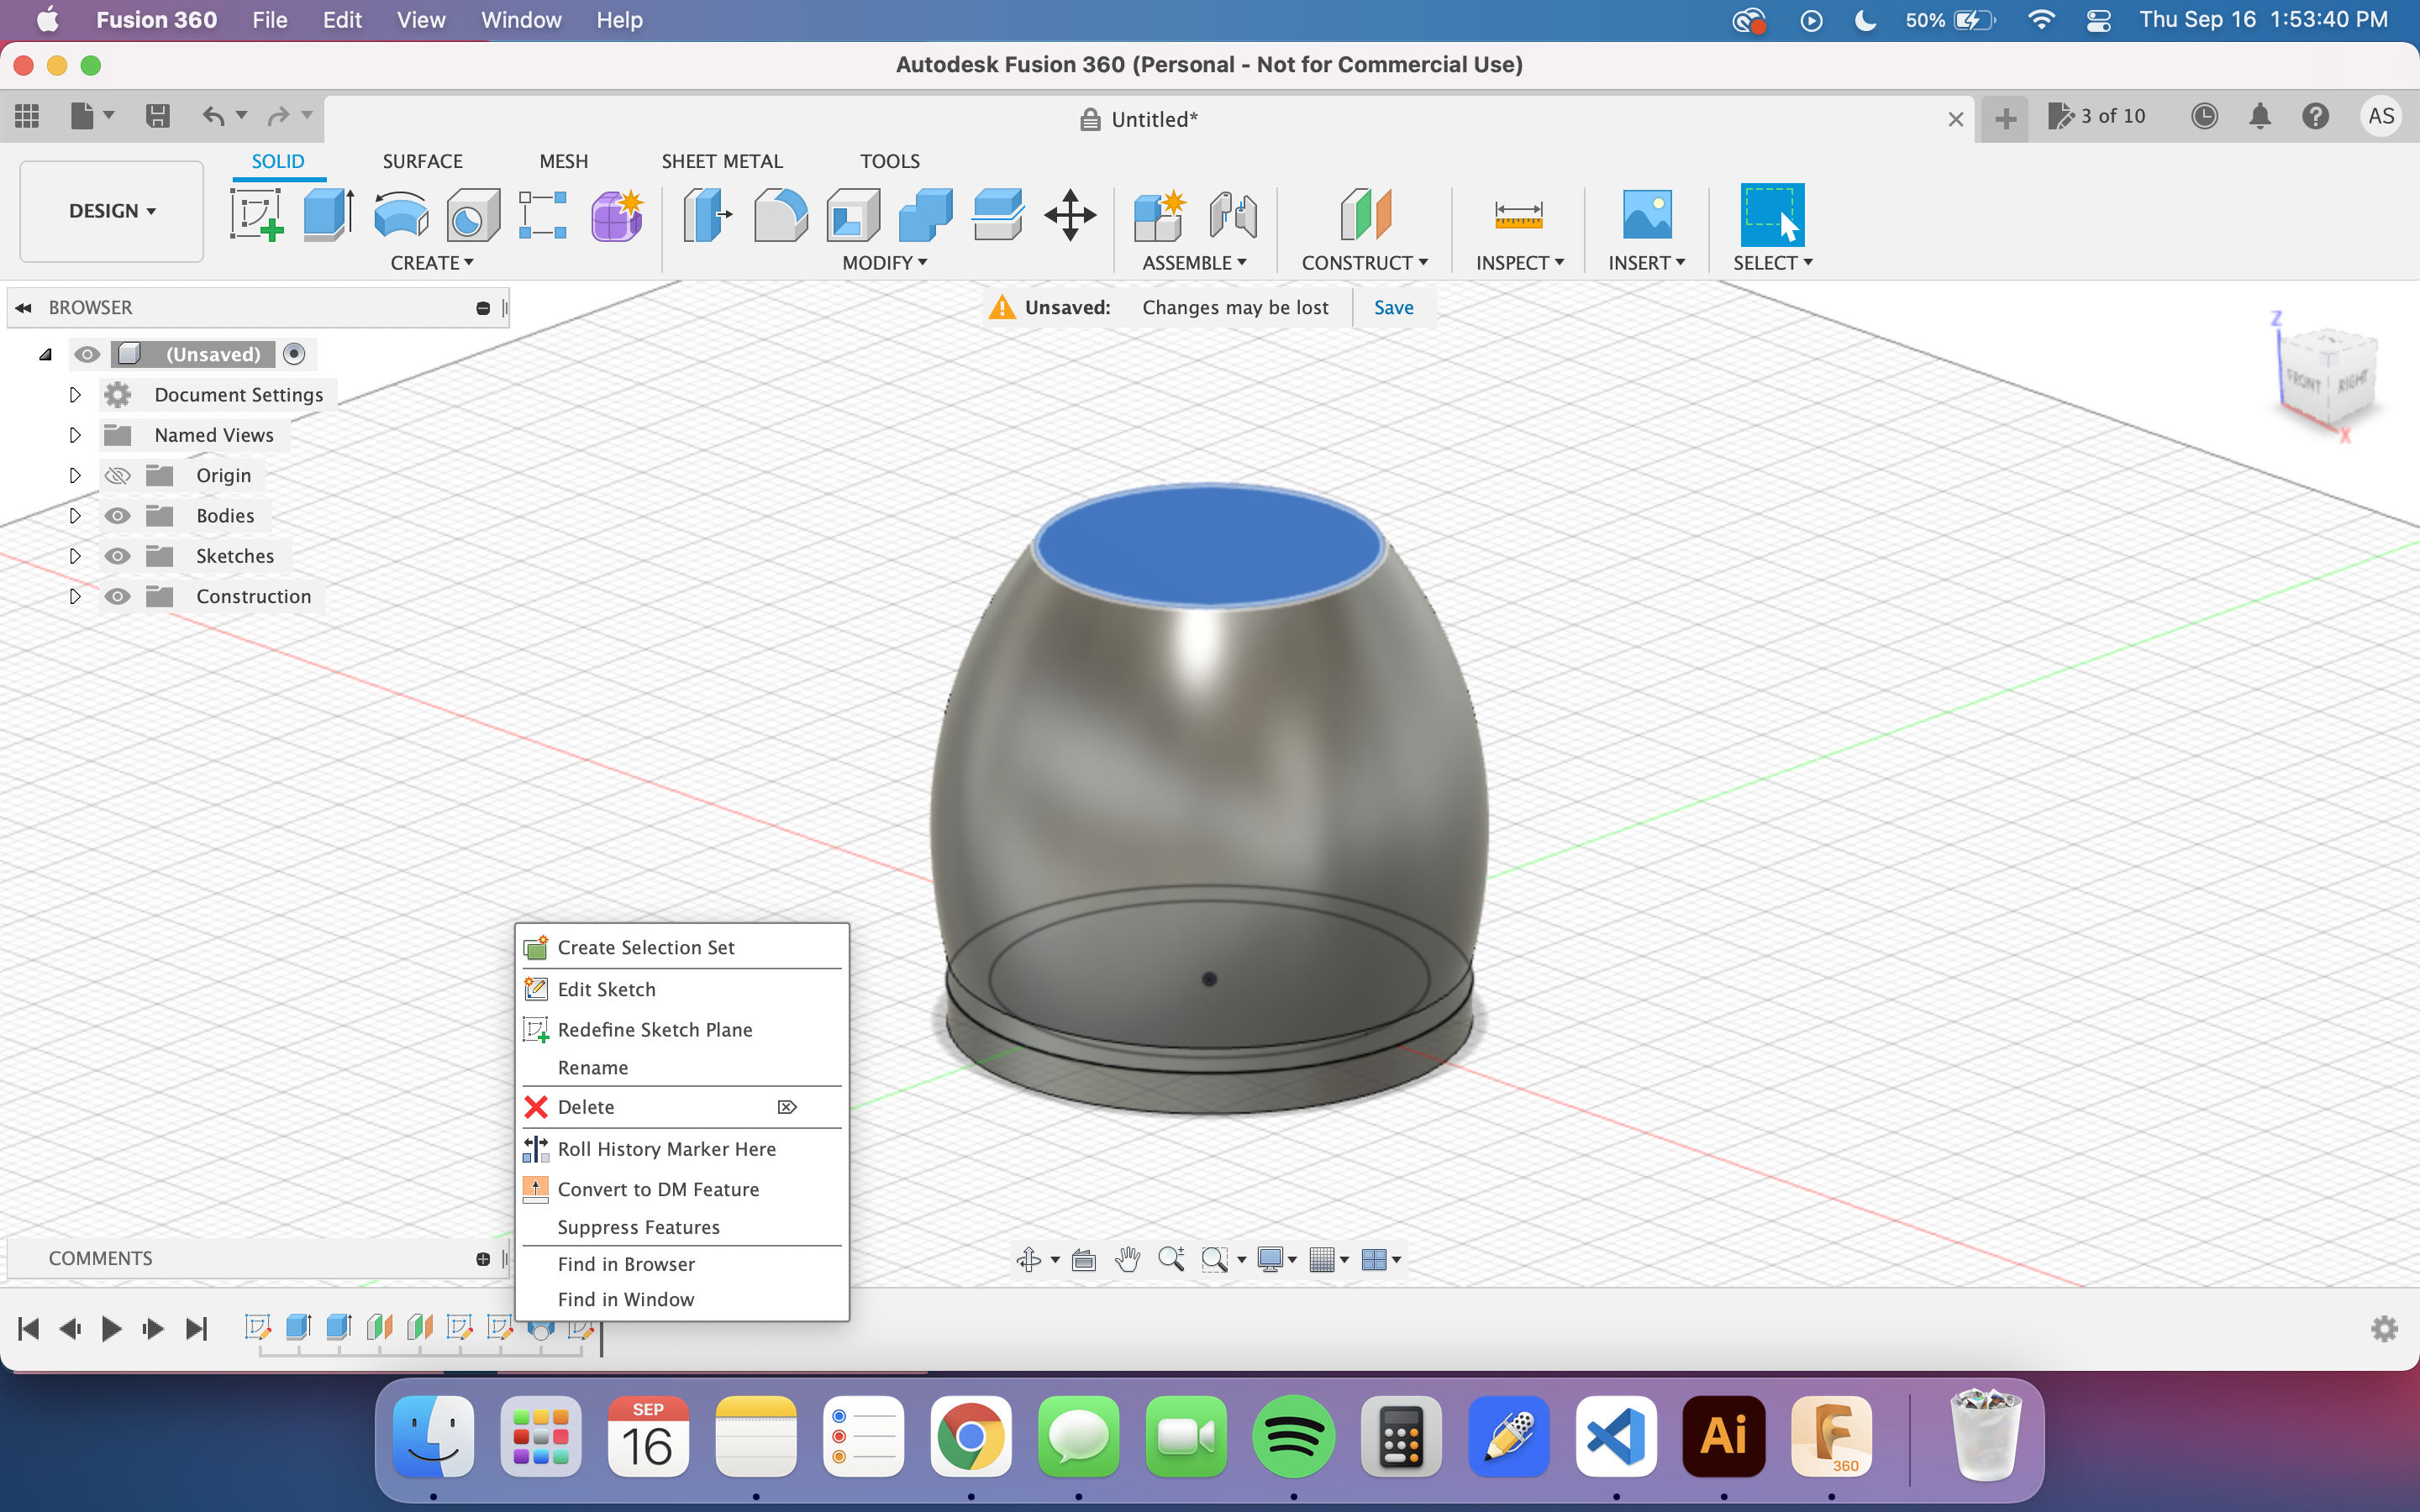 Fusion 360 File Edit View Window Help 50% Thu Sep 16 1:53:40 PM
Autodesk Fusion 360 (Personal - Not for Commercial Use)
Untitled* 3 of 10 AS
DESIGN
SOLID SURFACE MESH SHEET METAL TOOLS
CREATE MODIFY ASSEMBLE CONSTRUCT INSPECT INSERT SELECT
BROWSER
Unsaved: Changes may be lost Save
(Unsaved)
Document Settings
Named Views
Origin
Bodies
Sketches
Construction
Z
FRONT RIGHT
X
Create Selection Set
Edit Sketch
Redefine Sketch Plane
Rename
Delete
Roll History Marker Here
Convert to DM Feature
Suppress Features
Find in Browser
Find in Window
COMMENTS
SEP
16
Ai
360